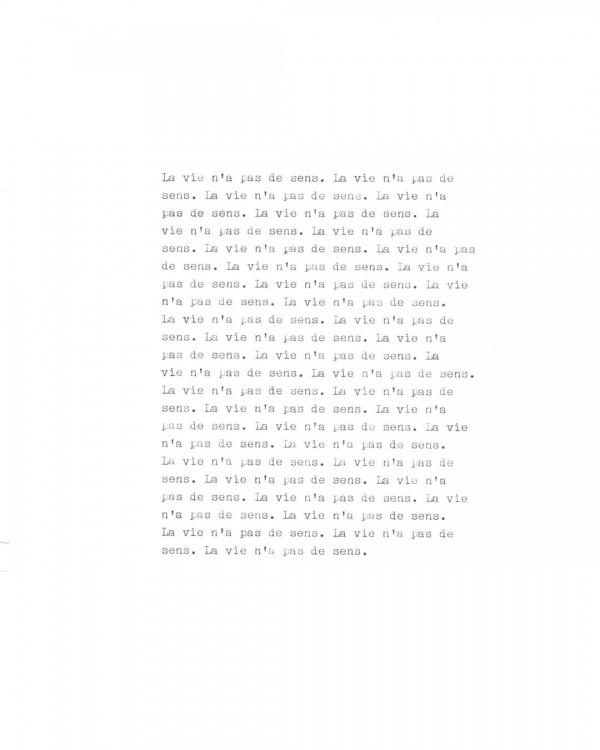 La vie n'a pas de sens. La vie n'a pas de
sens. La vie n'a pas de sens. La vie n'a
pas de sens. La vie n'a pas de sens. La
vie n'a pas de sens. La vie n'a pas de
sens. La vie n'a pas de sens. La vie n'a pas
de sens. La vie n'a pas de sens. La vie n'a
pas de sens. La vie n'a pas de sens. La vie
n'a pas de sens. La vie n'a pas de sens.
La vie n'a pas de sens. La vie n'a pas de
sens. La vie n'a pas de sens. La vie n'a
pas de sens. La vie n'a pas de sens. La
vie n'a pas de sens. La vie n'a pas de sens.
La vie n'a pas de sens. La vie n'a pas de
sens. La vie n'a pas de sens. La vie n'a
pas de sens. La vie n'a pas de sens. La vie
n'a pas de sens. La vie n'a pas de sens.
La vie n'a pas de sens. La vie n'a pas de
sens. La vie n'a pas de sens. La vie n'a
pas de sens. La vie n'a pas de sens. La vie
n'a pas de sens. La vie n'a pas de sens.
La vie n'a pas de sens. La vie n'a pas de
sens. La vie n'a pas de sens.